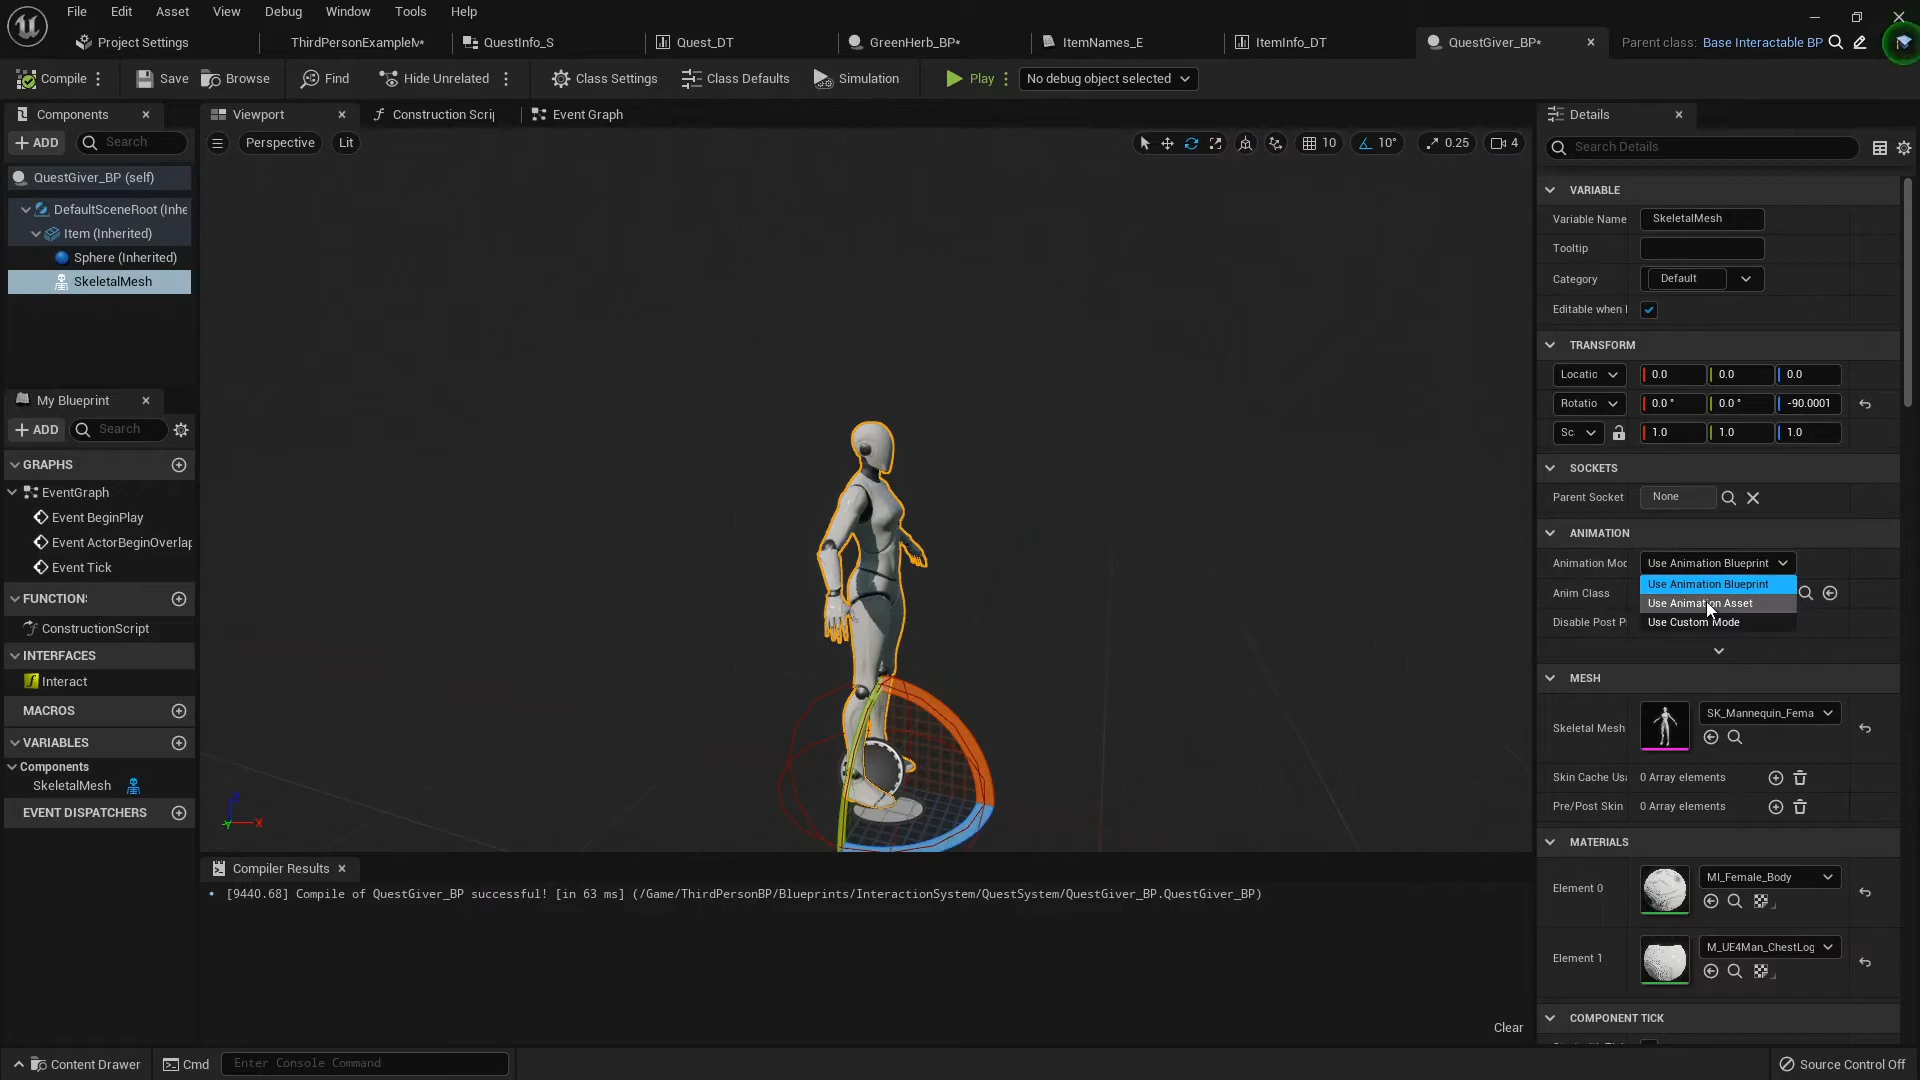 File Edit Asset View Debug Window Tools Help
Project Settings ThirdPersonExampleM* QuestInfo_S Quest_DT GreenHerb_BP* ItemNames_E ItemInfo_DT QuestGiver_BP* Parent class: Base Interactable BP
Compile Save Browse Find Hide Unrelated Class Settings Class Defaults Simulation Play No debug object selected
Components Viewport Construction Scrip Event Graph Details
ADD Search Perspective Lit 10 10° 0.25 4 Search Details
QuestGiver_BP (self)
DefaultSceneRoot (Inhe
Item (Inherited)
Sphere (Inherited)
SkeletalMesh
My Blueprint
ADD Search
GRAPHS
EventGraph
Event BeginPlay
Event ActorBeginOverlap
Event Tick
FUNCTIONS
ConstructionScript
INTERFACES
Interact
MACROS
VARIABLES
Components
SkeletalMesh
EVENT DISPATCHERS
Z
Y X
Compiler Results
[9440.68] Compile of QuestGiver_BP successful! [in 63 ms] (/Game/ThirdPersonBP/Blueprints/InteractionSystem/QuestSystem/QuestGiver_BP.QuestGiver_BP)
Clear
VARIABLE
Variable Name SkeletalMesh
Tooltip
Category Default
Editable when I
TRANSFORM
Locatic 0.0 0.0 0.0
Rotatio 0.0 ° 0.0 ° -90.0001
Sc 1.0 1.0 1.0
SOCKETS
Parent Socket None
ANIMATION
Animation Moc Use Animation Blueprint
Use Animation Blueprint
Anim Class
Use Animation Asset
Disable Post P Use Custom Mode
MESH
Skeletal Mesh SK_Mannequin_Fema
Skin Cache Usa 0 Array elements
Pre/Post Skin 0 Array elements
MATERIALS
Element 0 MI_Female_Body
Element 1 M_UE4Man_ChestLog
COMPONENT TICK
Content Drawer Cmd Enter Console Command Source Control Off